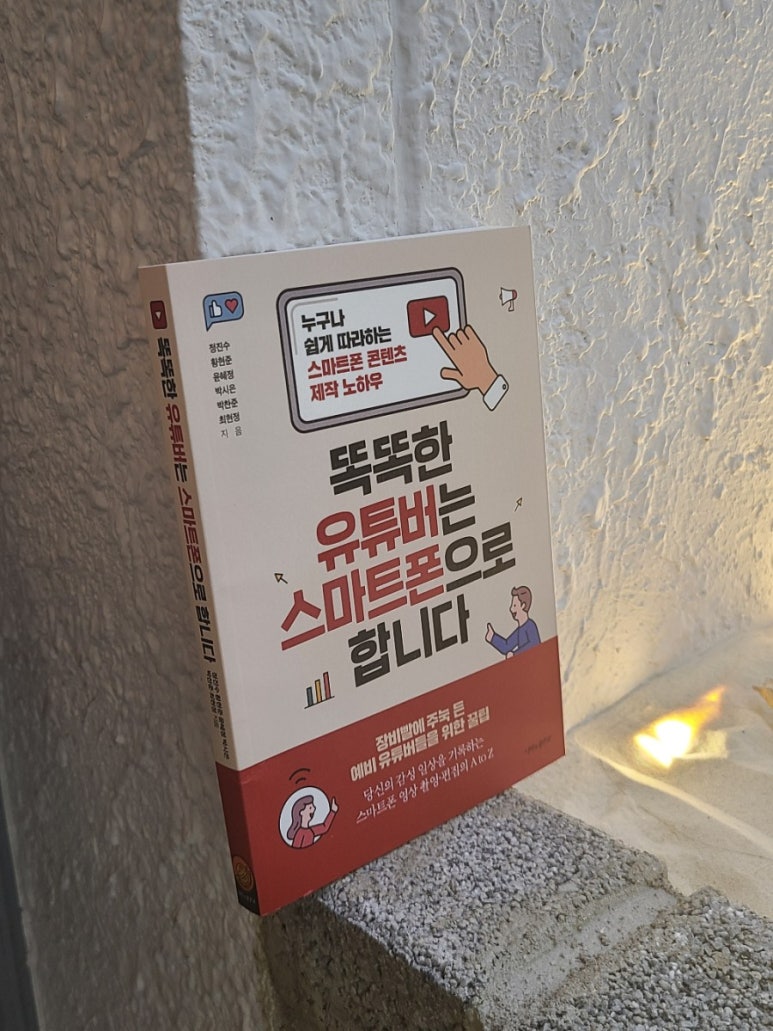 누구나
쉽게 따라하는
스마트폰 콘텐츠
제작 노하우
정진수
황현준
윤혜정
박시은
박찬준
최현정
지음
똑똑한
유튜버는
스마트폰으로
합니다
장비발에 주눅 든
예비 유튜버들을 위한 꿀팁
당신의 감성 일상을 기록하는
스마트폰 영상 촬영·편집의 A to Z
똑똑한 유튜버는 스마트폰으로 합니다